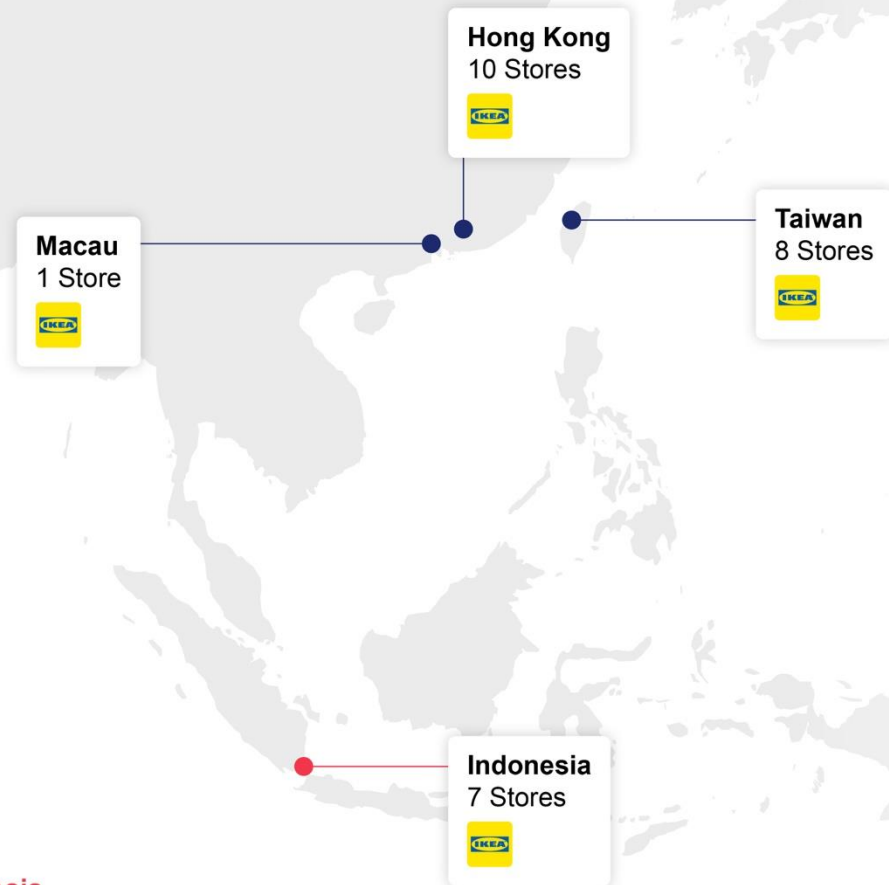 Hong Kong
10 Stores
IKEA
Macau
1 Store
IKEA
Taiwan
8 Stores
IKEA
Indonesia
7 Stores
IKEA